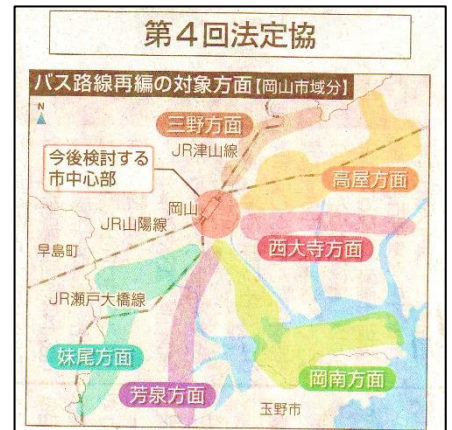 第4回法定協
バス路線再編の対象方面【岡山市域分】
N
三野方面
JR津山線
今後検討する
市中心部
高屋方面
岡山
JR山陽線
西大寺方面
早島町
JR瀬戸大橋線
妹尾方面
岡南方面
芳泉方面
玉野市